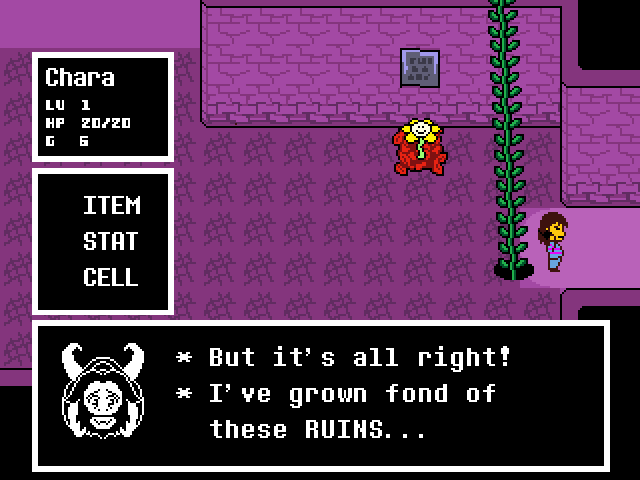 Chara
LV 1
HP 20/20
G 6
ITEM
STAT
CELL
* But it's all right!
* I've grown fond of
these RUINS...